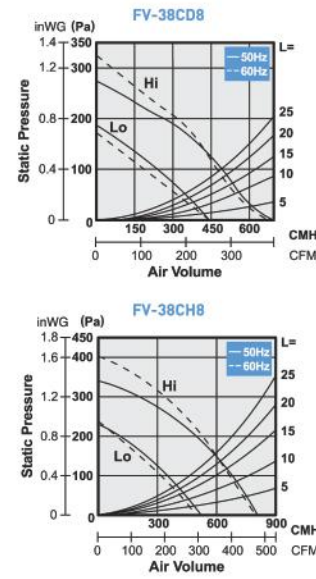 FV-38CD8
inWG (Pa)
1.4 350
L=
50Hz
60Hz
Hi
Lo
1.2 300
0.8 200
0.4 100
0 0
25
20
15
10
5
Static Pressure
150 300 450 600 CMH
0 100 200 300 CFM
Air Volume
FV-38CH8
inWG (Pa)
1.8 450
L=
50Hz
60Hz
Hi
Lo
1.6 400
1.2 300
0.8 200
0.4 100
0 0
25
20
15
10
5
Static Pressure
300 600 900 CMH
0 100 200 300 400 500 CFM
Air Volume